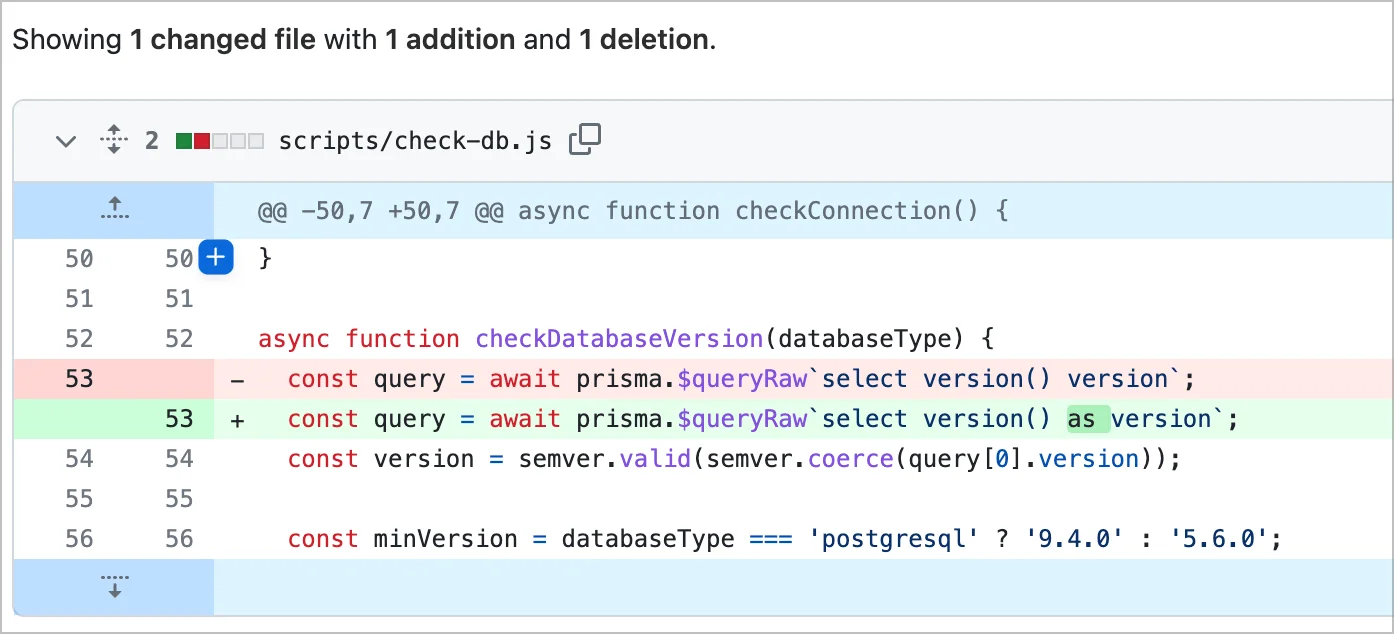 Showing 1 changed file with 1 addition and 1 deletion.
2 scripts/check-db.js
@@ -50,7 +50,7 @@ async function checkConnection() {
50 50 + }
51 51
52 52 async function checkDatabaseVersion(databaseType) {
53 - const query = await prisma.$queryRaw`select version() version`;
53 + const query = await prisma.$queryRaw`select version() as version`;
54 54 const version = semver.valid(semver.coerce(query[0].version));
55 55
56 56 const minVersion = databaseType === 'postgresql' ? '9.4.0' : '5.6.0';